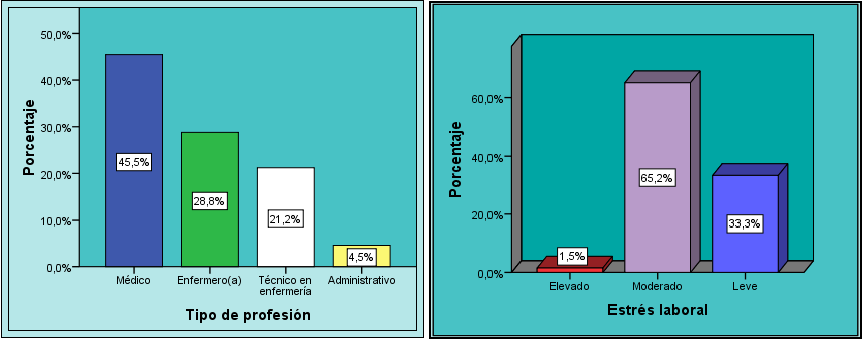 Porcentaje
50,0%
40,0%
30,0%
20,0%
10,0%
0,0%
45,5%
28,8%
21,2%
4,5%
Médico
Enfermero(a)
Técnico en
enfermería
Administrativo
Tipo de profesión
Porcentaje
60,0%
40,0%
20,0%
0,0%
1,5%
65,2%
33,3%
Elevado
Moderado
Leve
Estrés laboral